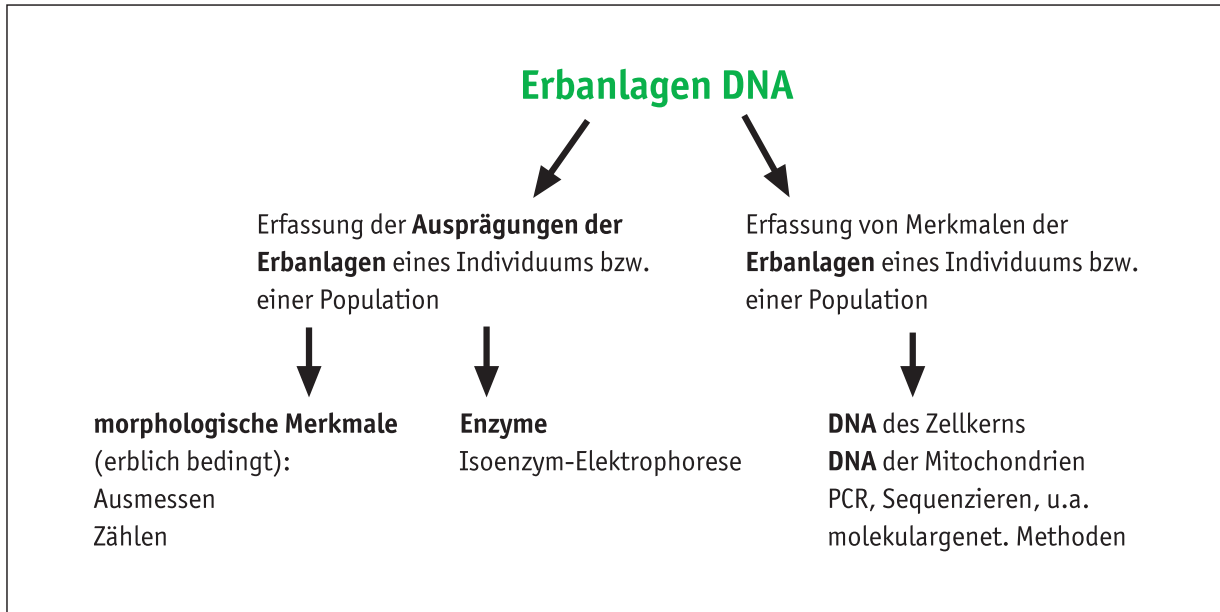 Erbanlagen DNA
Erfassung der Ausprägungen der
Erbanlagen eines Individuums bzw.
einer Population
Erfassung von Merkmalen der
Erbanlagen eines Individuums bzw.
einer Population
morphologische Merkmale
(erblich bedingt):
Ausmessen
Zählen
Enzyme
Isoenzym-Elektrophorese
DNA des Zellkerns
DNA der Mitochondrien
PCR, Sequenzieren, u.a.
molekulargenet. Methoden